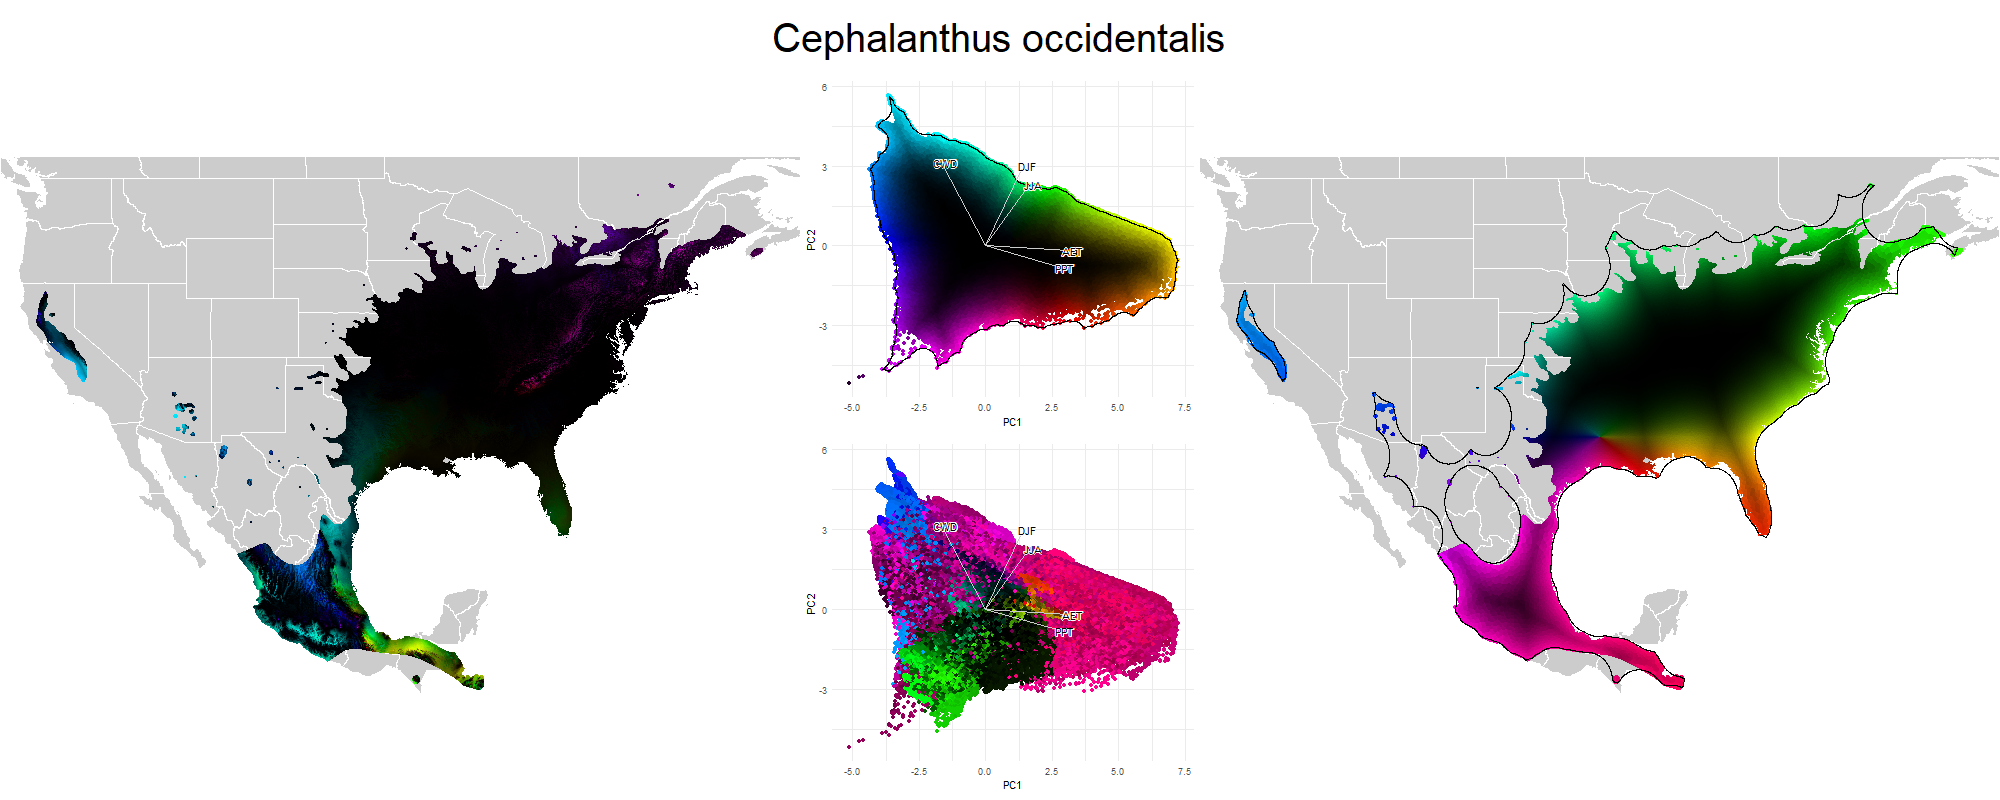 Cephalanthus occidentalis
6
3
0
-3
PC2
CWD
DJF
JJA
AET
PPT
-5.0 -2.5 0.0 2.5 5.0 7.5
PC1
6
3
0
-3
PC2
CWD
DJF
JJA
AET
PPT
-5.0 -2.5 0.0 2.5 5.0 7.5
PC1